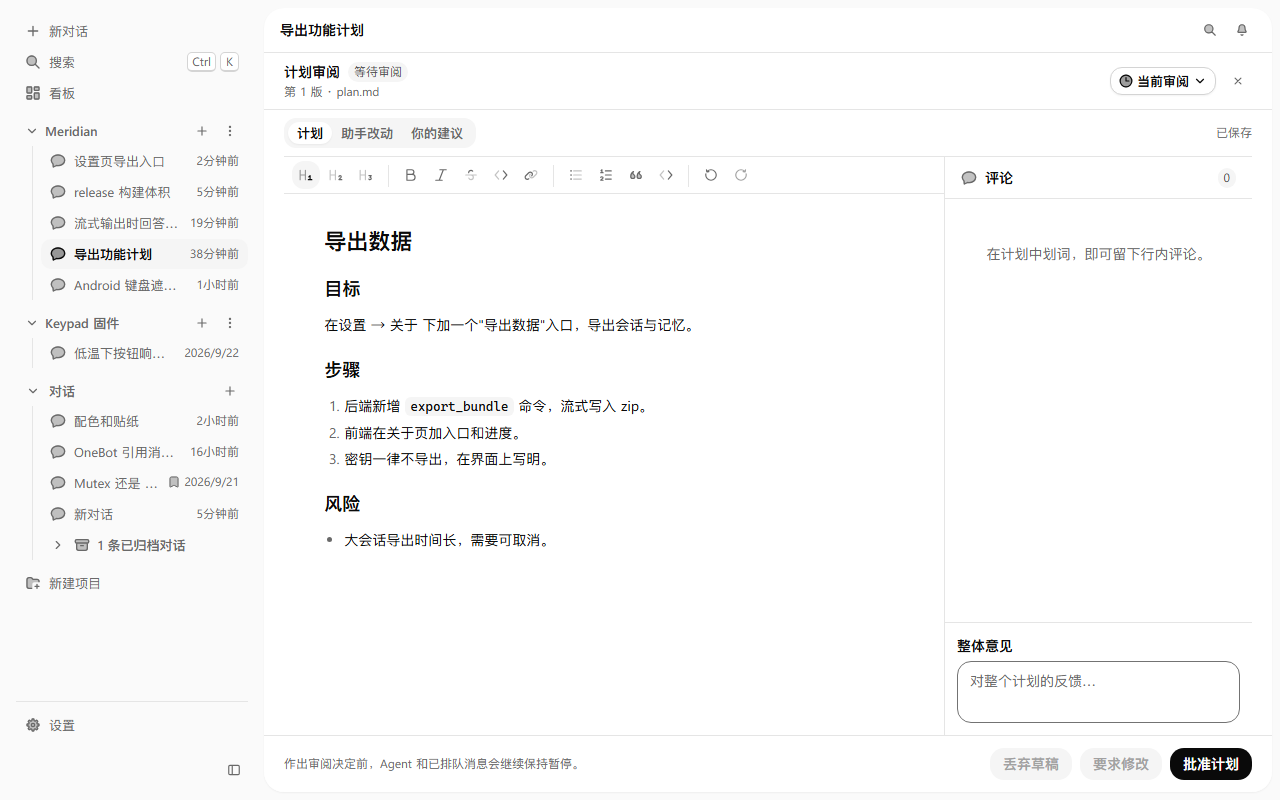 新对话
搜索 Ctrl K
看板
Meridian
设置页导出入口 2分钟前
release 构建体积 5分钟前
流式输出时回答… 19分钟前
导出功能计划 38分钟前
Android 键盘遮… 1小时前
Keypad 固件
低温下按钮响… 2026/9/22
对话
配色和贴纸 2小时前
OneBot 引用消… 16小时前
Mutex 还是 … 2026/9/21
新对话 5分钟前
1 条已归档对话
新建项目
设置
导出功能计划
计划审阅 等待审阅
第 1 版 · plan.md
当前审阅
计划 助手改动 你的建议 已保存
H1 H2 H3 B I S
导出数据
目标
在设置 → 关于 下加一个"导出数据"入口，导出会话与记忆。
步骤
1. 后端新增 export_bundle 命令，流式写入 zip。
2. 前端在关于页加入口和进度。
3. 密钥一律不导出，在界面上写明。
风险
• 大会话导出时间长，需要可取消。
评论 0
在计划中划词，即可留下行内评论。
整体意见
对整个计划的反馈…
作出审阅决定前，Agent 和已排队消息会继续保持暂停。
丢弃草稿 要求修改 批准计划